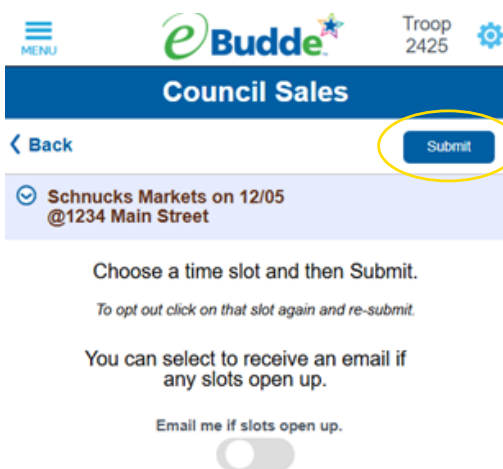 MENU
eBudde
Troop
2425
Council Sales
Back
Submit
Schnucks Markets on 12/05
@1234 Main Street
Choose a time slot and then Submit.
To opt out click on that slot again and re-submit.
You can select to receive an email if
any slots open up.
Email me if slots open up.